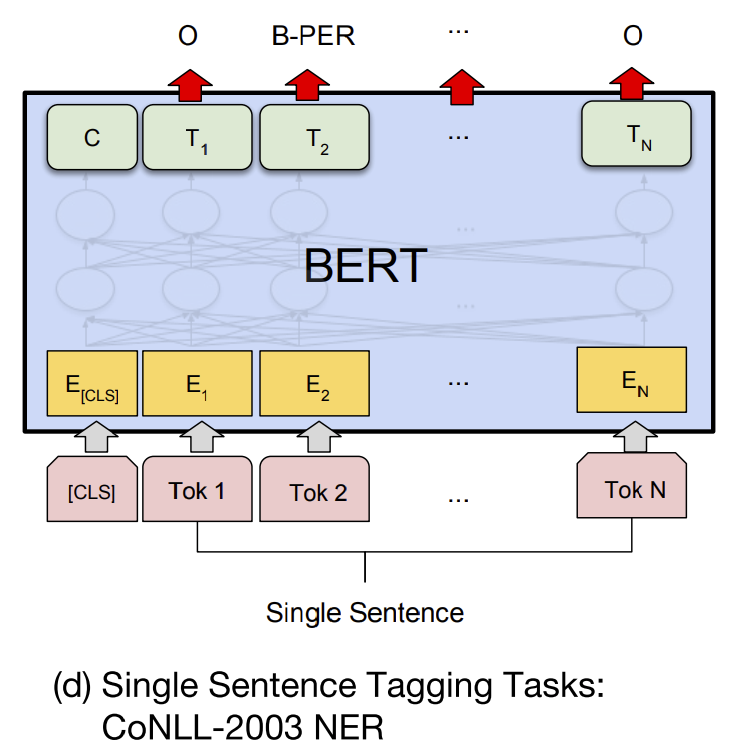 O B-PER ... O
C T1 T2 ... TN
...
BERT
...
E[CLS] E1 E2 ... EN
[CLS] Tok 1 Tok 2 ... Tok N
Single Sentence
(d) Single Sentence Tagging Tasks:
CoNLL-2003 NER